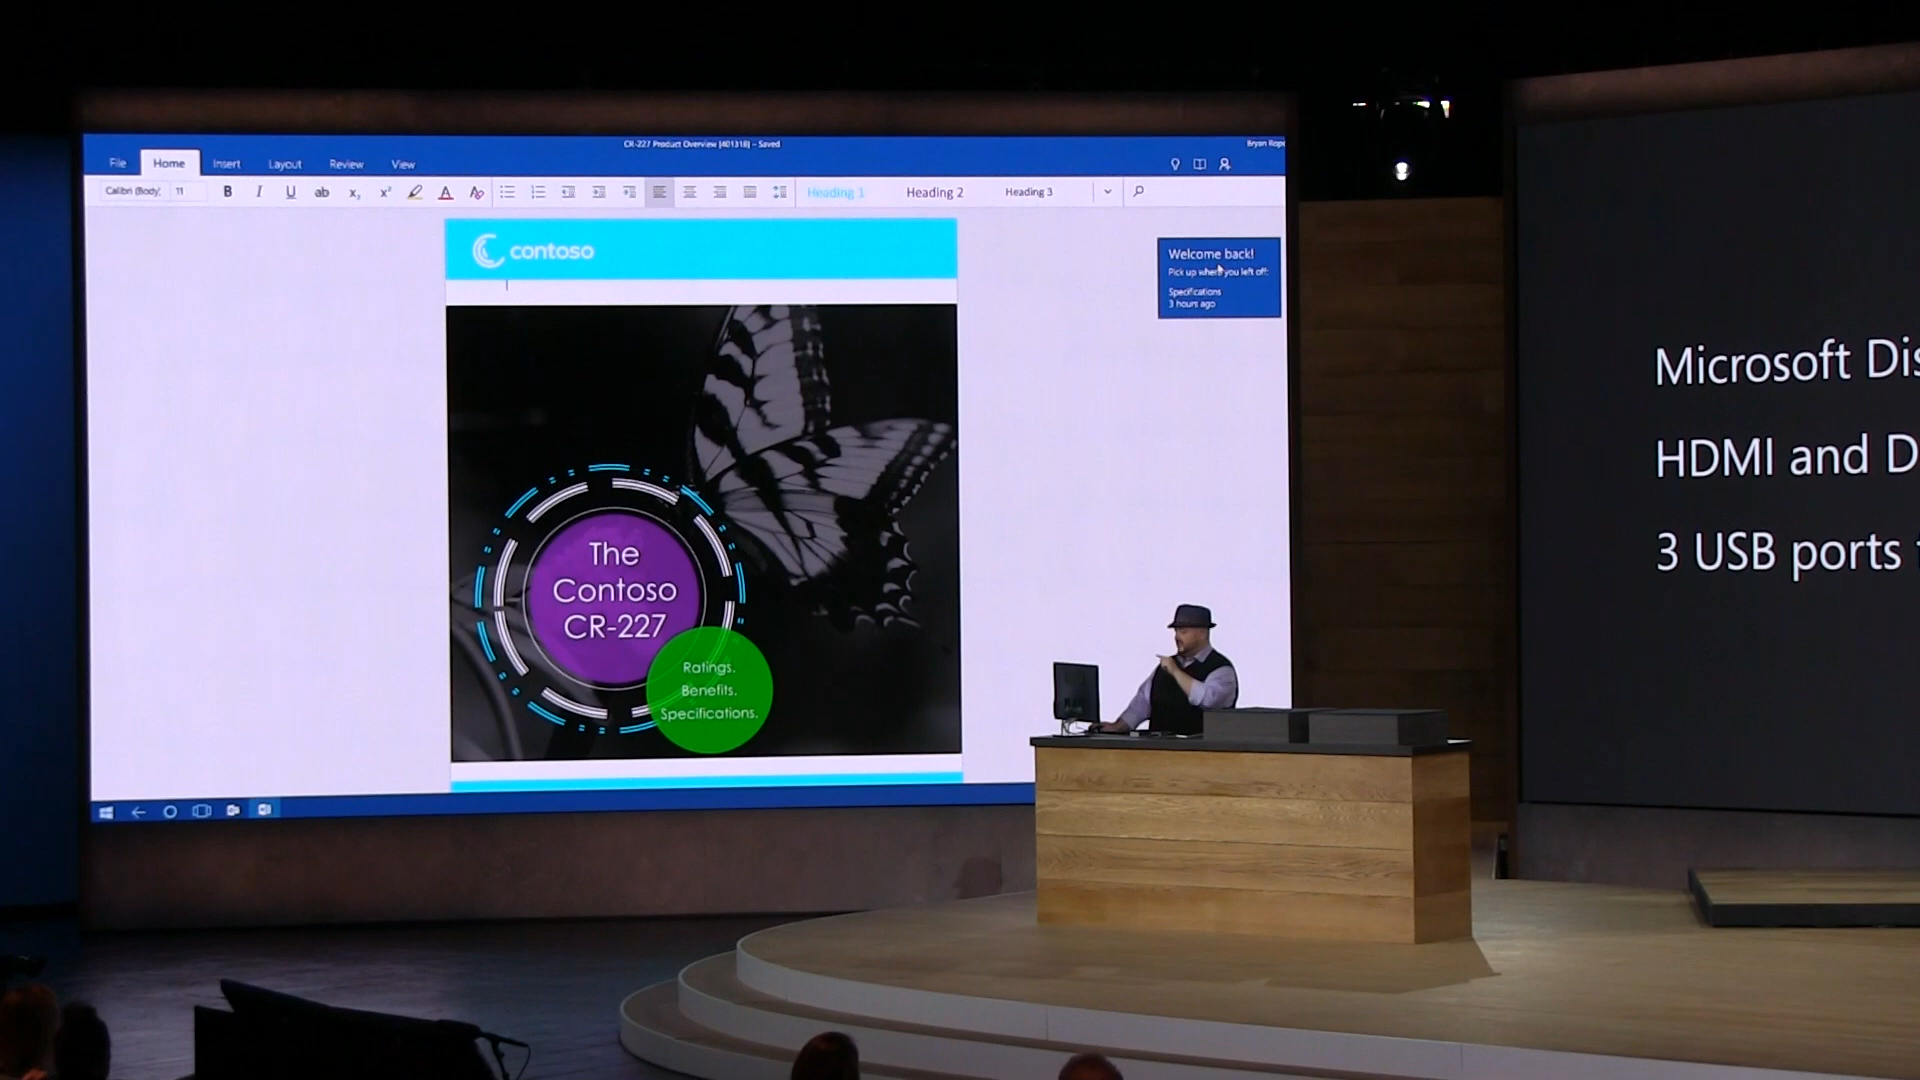 CR-227 Product Overview [401318] – Saved
File Home Insert Layout Review View
Calibri (Body) 11 B I U ab x, x² A Heading 1 Heading 2 Heading 3
contoso
Welcome back!
Pick up where you left off:
Specifications
3 hours ago
The
Contoso
CR-227
Ratings.
Benefits.
Specifications.
Microsoft Dis
HDMI and D
3 USB ports